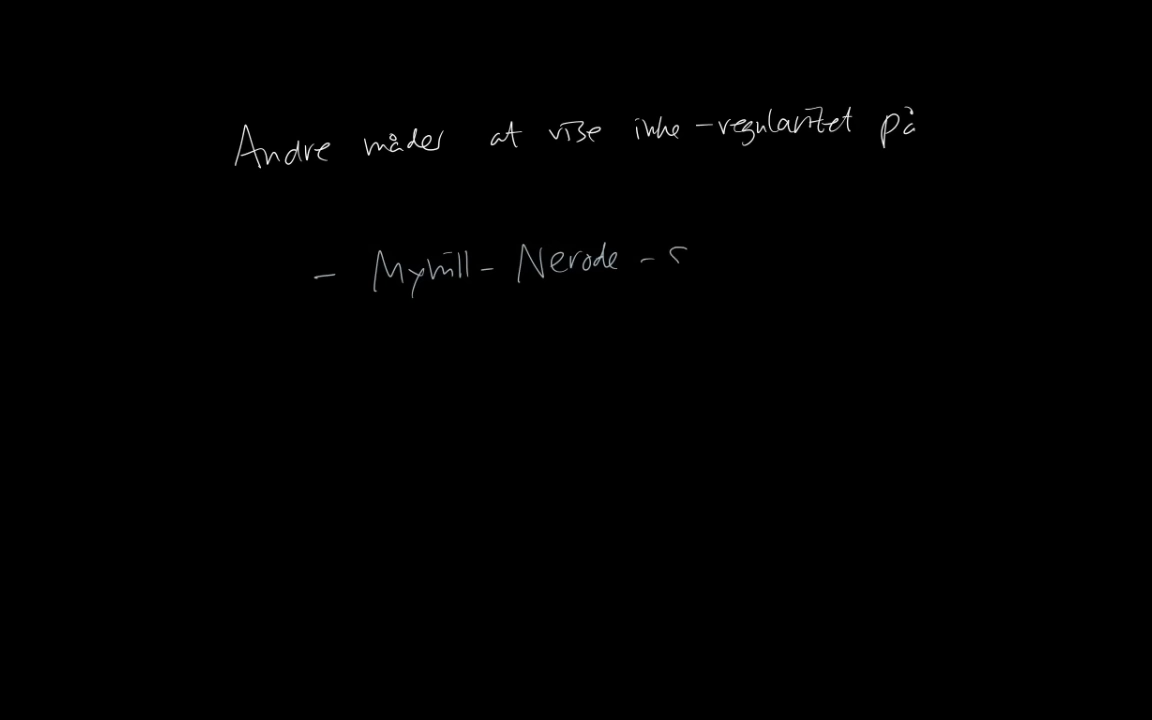 Andre måder at vise ikke-regularitet på
- Myhill-Nerode-s